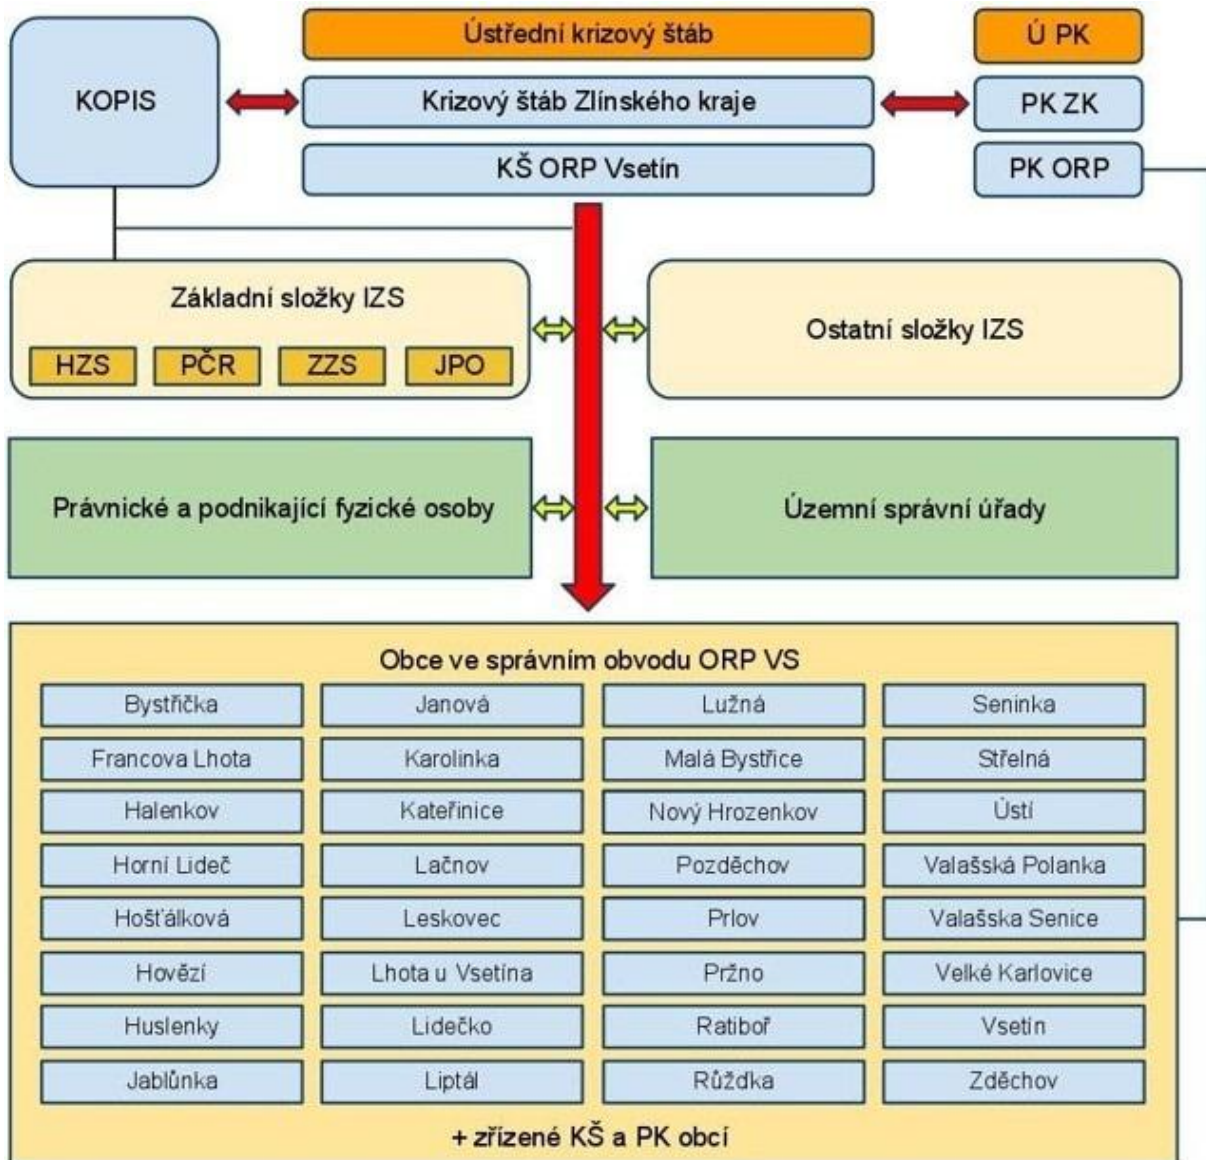 KOPIS
Ústřední krizový štáb
Ú PK
Krizový štáb Zlínského kraje
PK ZK
KŠ ORP Vsetín
PK ORP
Základní složky IZS
HZS
PČR
ZZS
JPO
Ostatní složky IZS
Právnické a podnikající fyzické osoby
Územní správní úřady
Obce ve správním obvodu ORP VS
Bystřička
Janová
Lužná
Seninka
Francova Lhota
Karolinka
Malá Bystřice
Střelná
Halenkov
Kateřinice
Nový Hrozenkov
Ústí
Horní Lideč
Lačnov
Pozděchov
Valašská Polanka
Hošťálková
Leskovec
Prlov
Valašska Senice
Hovězí
Lhota u Vsetína
Pržno
Velké Karlovice
Huslenky
Lidečko
Ratiboř
Vsetín
Jablůnka
Liptál
Růždka
Zděchov
+ zřízené KŠ a PK obcí